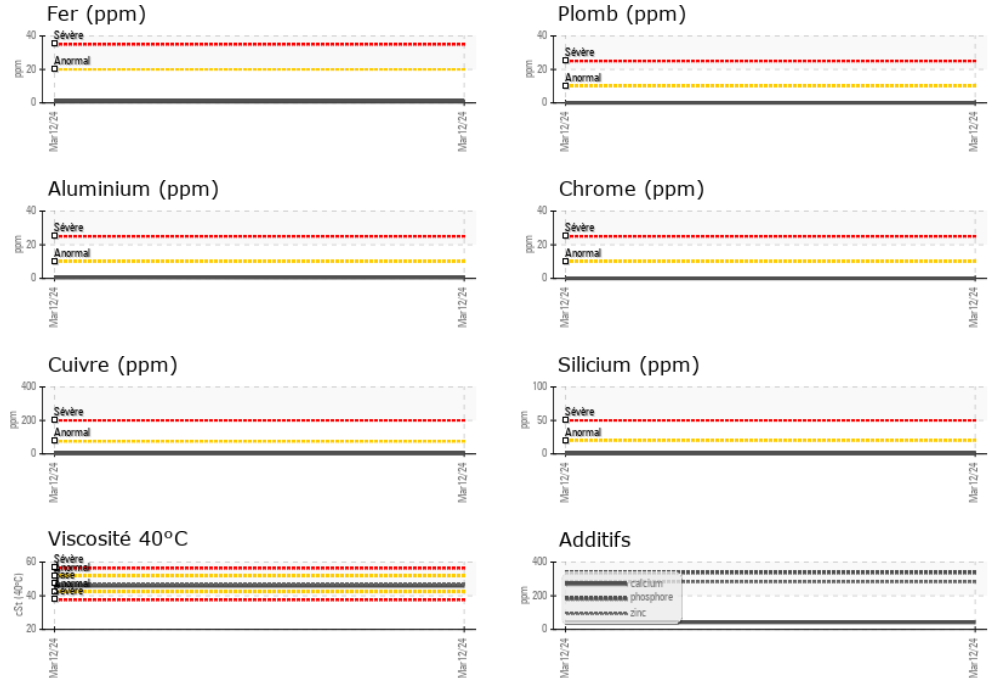 Fer (ppm)
40
Sévère
Anormal
20
ppm
0
Mar12/24
Mar12/24
Plomb (ppm)
40
Sévère
20
Anormal
ppm
0
Mar12/24
Mar12/24
Aluminium (ppm)
40
Sévère
20
Anormal
ppm
0
Mar12/24
Mar12/24
Chrome (ppm)
40
Sévère
20
Anormal
ppm
0
Mar12/24
Mar12/24
Cuivre (ppm)
400
Sévère
200
Anormal
ppm
0
Mar12/24
Mar12/24
Silicium (ppm)
100
Sévère
50
Anormal
ppm
0
Mar12/24
Mar12/24
Viscosité 40°C
60
Sévère
Anormal
Base
Anormal
Sévère
40
cSt (40°C)
20
Mar12/24
Mar12/24
Additifs
400
calcium
phosphore
zinc
200
ppm
0
Mar12/24
Mar12/24